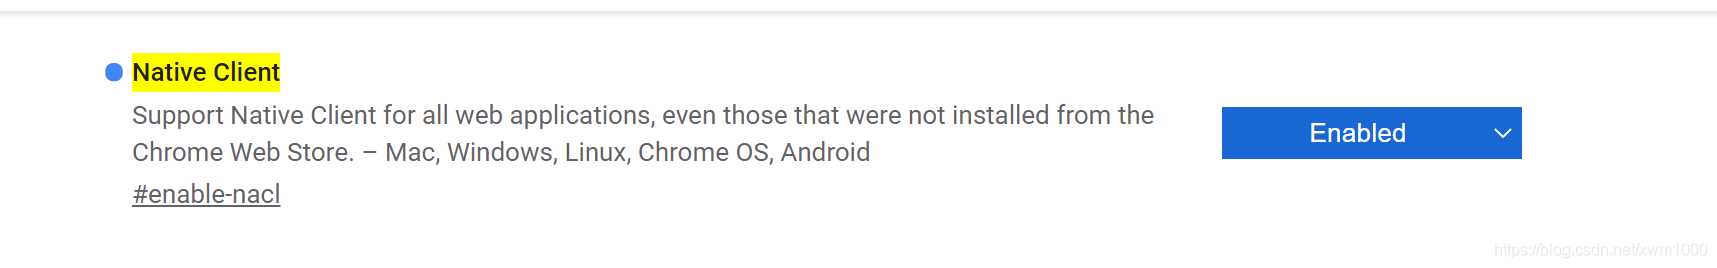 Native Client
Support Native Client for all web applications, even those that were not installed from the
Chrome Web Store. – Mac, Windows, Linux, Chrome OS, Android
Enabled
#enable-nacl
https://blog.csdn.net/xwm1000